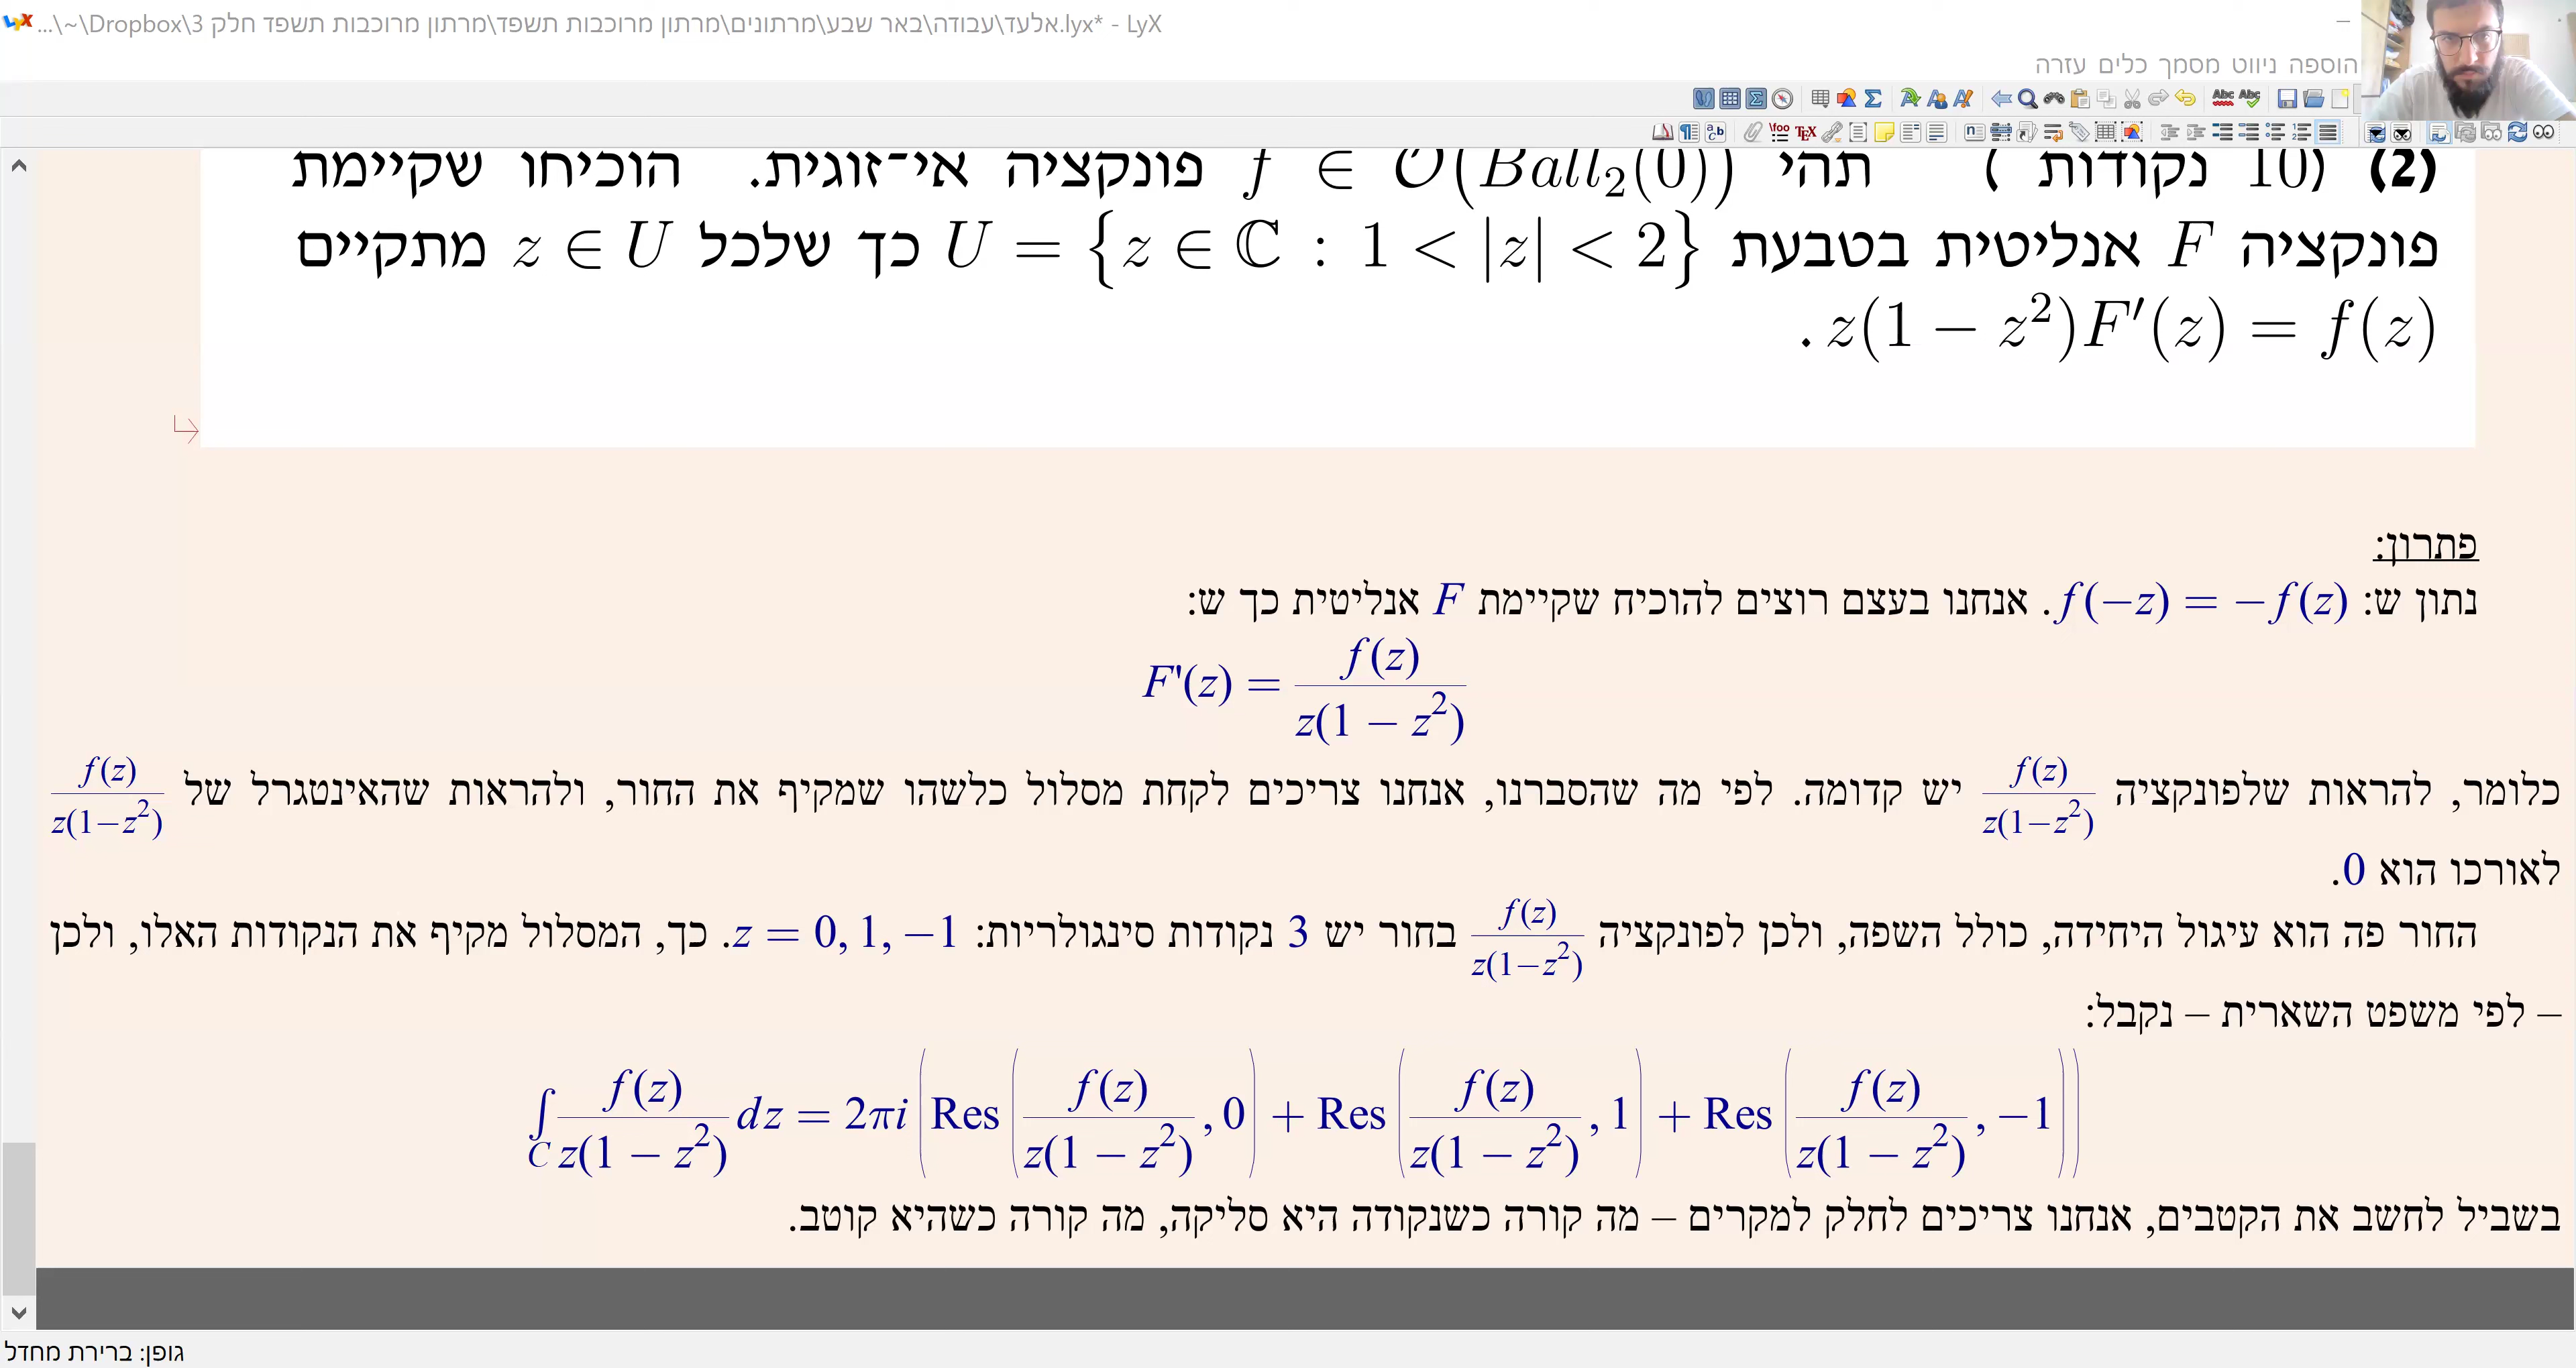 ...\~\Dropbox\3 אלעד\עבודה\באר שבע\מרתונים\מרתון מרוכבות תשפד\מרתון מרוכבות תשפד חלק.lyx* - LyX
הוספה ניווט מסמך כלים עזרה
(2) (10 נקודות ) תהי f ∈ O(Ball₂(0)) פונקציה אי־זוגית. הוכיחו שקיימת
פונקציה F אנליטית בטבעת U = {z ∈ ℂ : 1 < |z| < 2} כך שלכל z ∈ U מתקיים
z(1 − z²)F′(z) = f(z) .
פתרון:
נתון ש: f(−z) = −f(z). אנחנו בעצם רוצים להוכיח שקיימת F אנליטית כך ש:
F'(z) = f(z)/(z(1 − z²))
כלומר, להראות שלפונקציה f(z)/(z(1−z²)) יש קדומה. לפי מה שהסברנו, אנחנו צריכים לקחת מסלול כלשהו שמקיף את החור, ולהראות שהאינטגרל של f(z)/(z(1−z²))
לאורכו הוא 0.
החור פה הוא עיגול היחידה, כולל השפה, ולכן לפונקציה f(z)/(z(1−z²)) בחור יש 3 נקודות סינגולריות: z = 0, 1, −1. כך, המסלול מקיף את הנקודות האלו, ולכן
– לפי משפט השארית – נקבל:
∫_C f(z)/(z(1 − z²)) dz = 2πi (Res (f(z)/(z(1 − z²)), 0) + Res (f(z)/(z(1 − z²)), 1) + Res (f(z)/(z(1 − z²)), −1))
בשביל לחשב את הקטבים, אנחנו צריכים לחלק למקרים – מה קורה כשנקודה היא סליקה, מה קורה כשהיא קוטב.
גופן: ברירת מחדל